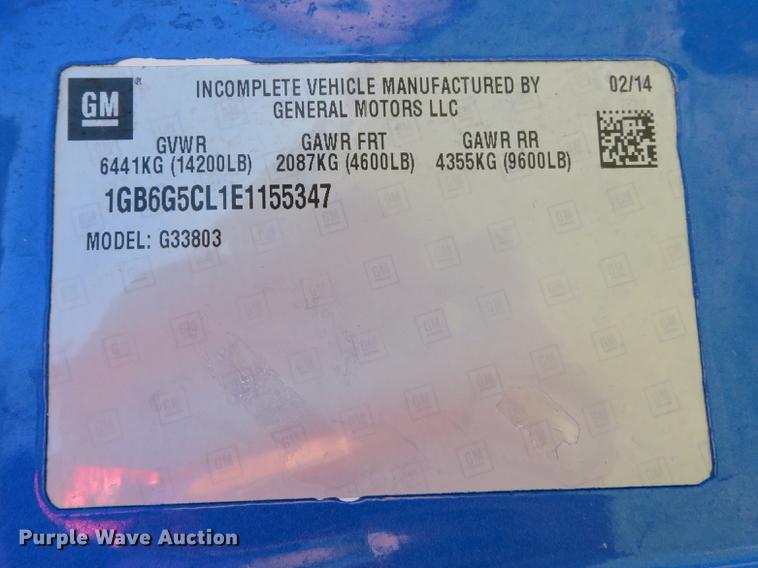 GM
INCOMPLETE VEHICLE MANUFACTURED BY
GENERAL MOTORS LLC
02/14
GVWR GAWR FRT GAWR RR
6441KG (14200LB) 2087KG (4600LB) 4355KG (9600LB)
1GB6G5CL1E1155347
MODEL: G33803
Purple Wave Auction